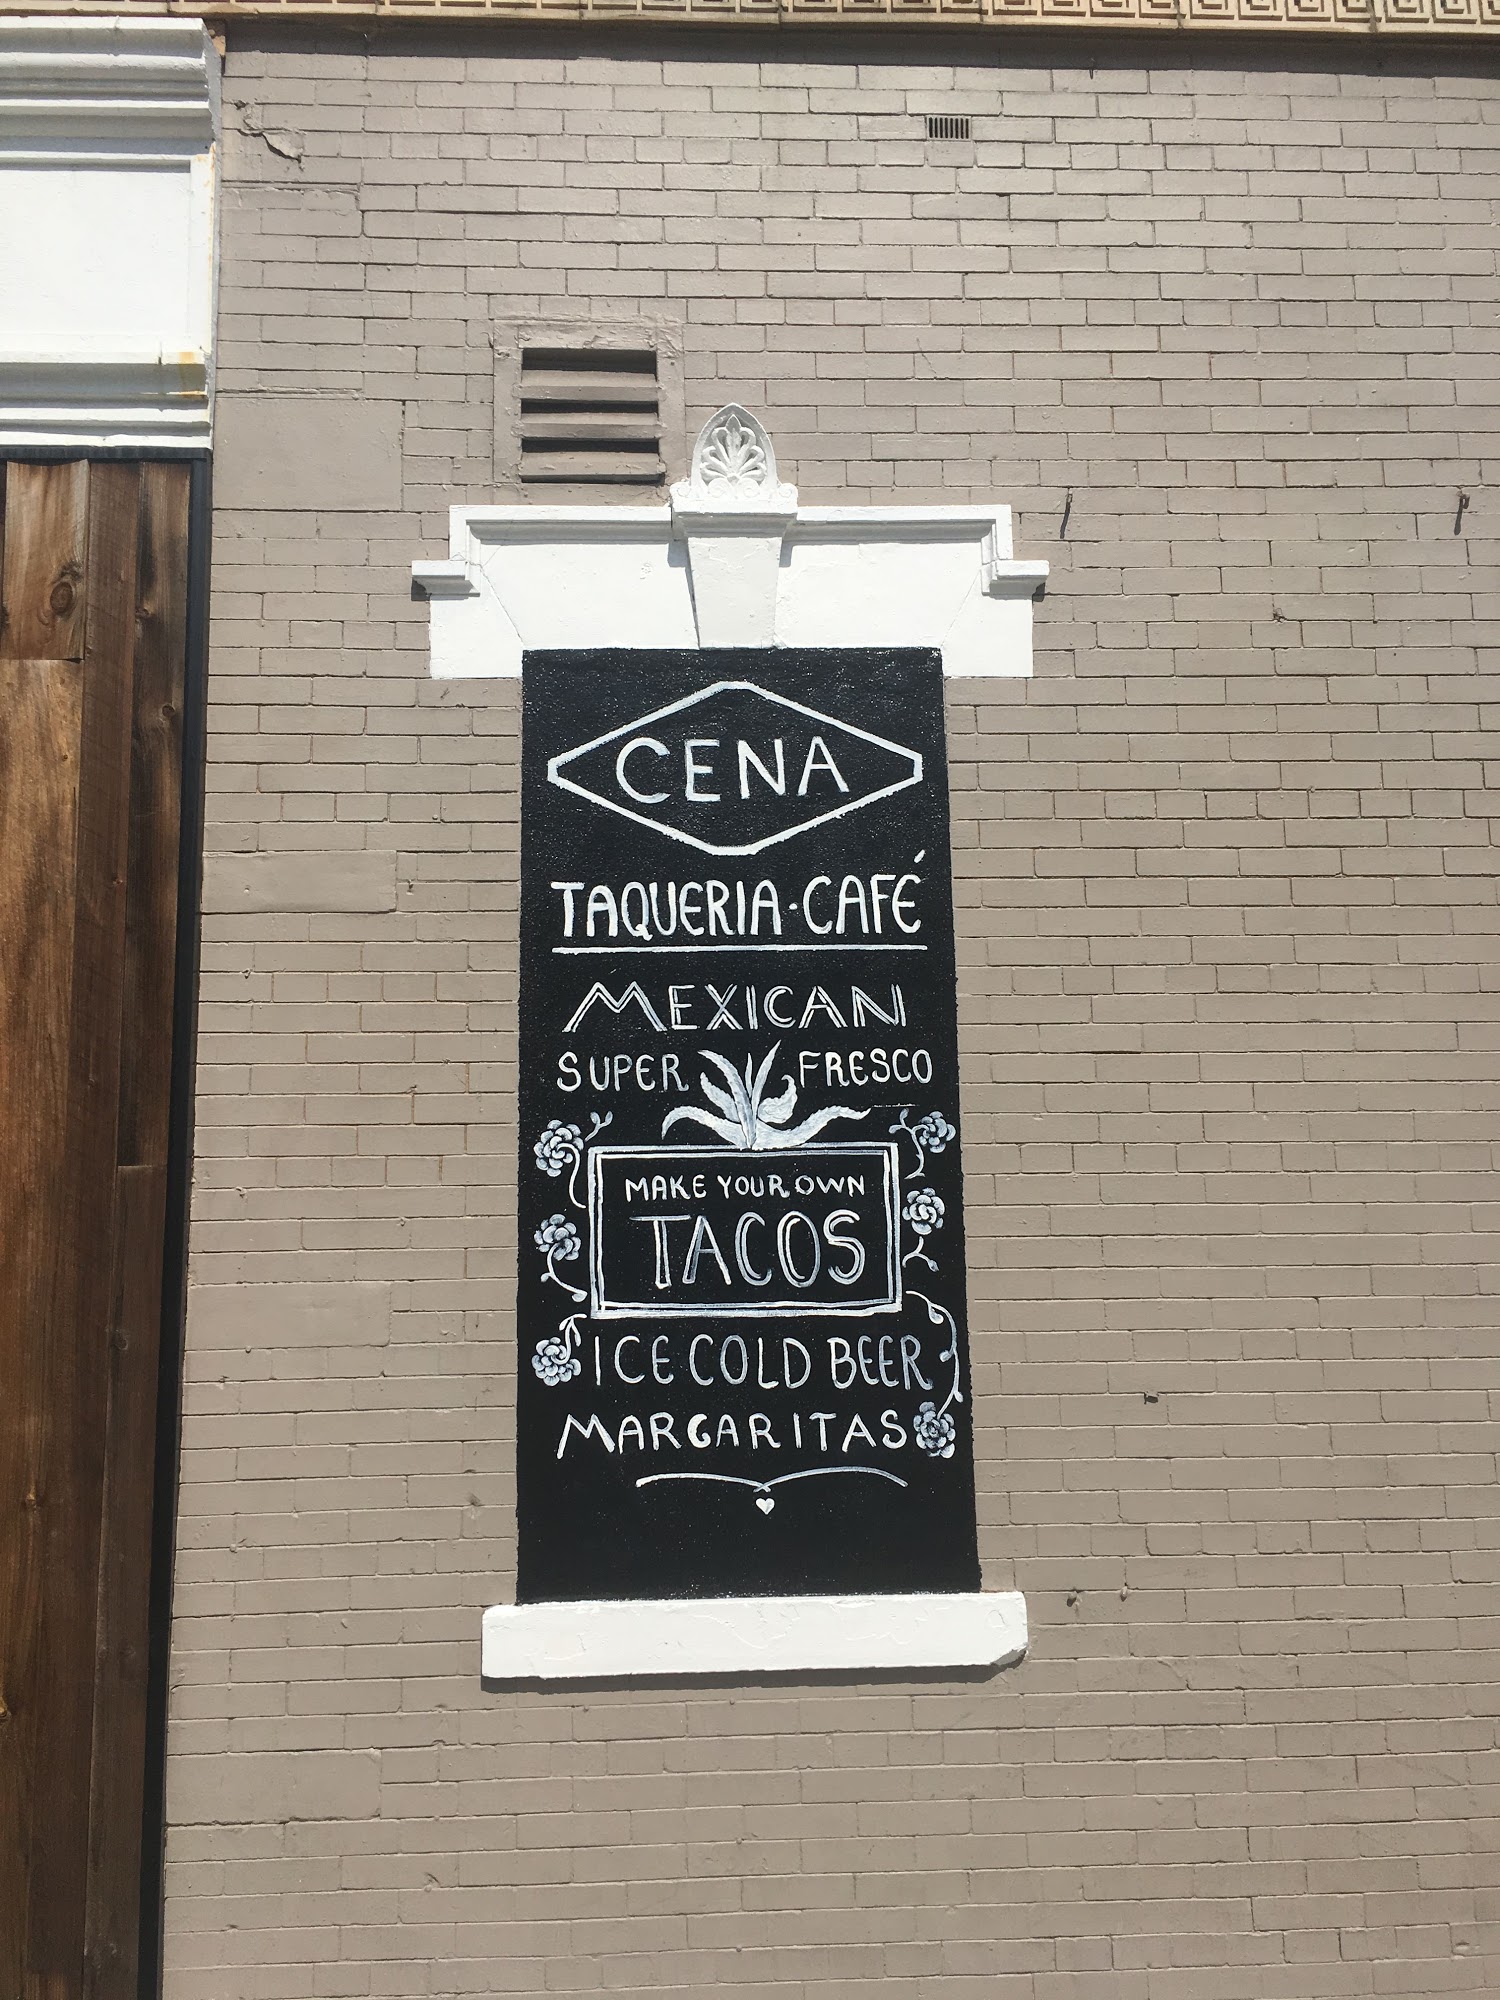 CENA
TAQUERIA · CAFÉ
MEXICAN
SUPER FRESCO
MAKE YOUR OWN
TACOS
ICE COLD BEER
MARGARITAS